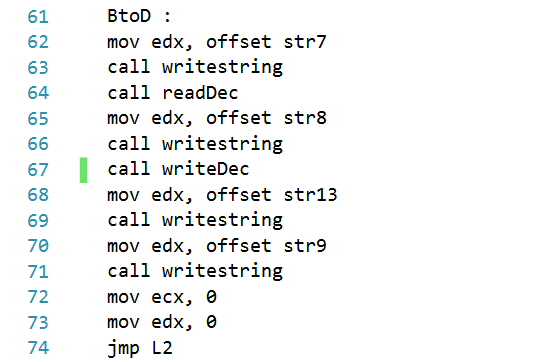 61 BtoD :
62 mov edx, offset str7
63 call writestring
64 call readDec
65 mov edx, offset str8
66 call writestring
67 call writeDec
68 mov edx, offset str13
69 call writestring
70 mov edx, offset str9
71 call writestring
72 mov ecx, 0
73 mov edx, 0
74 jmp L2